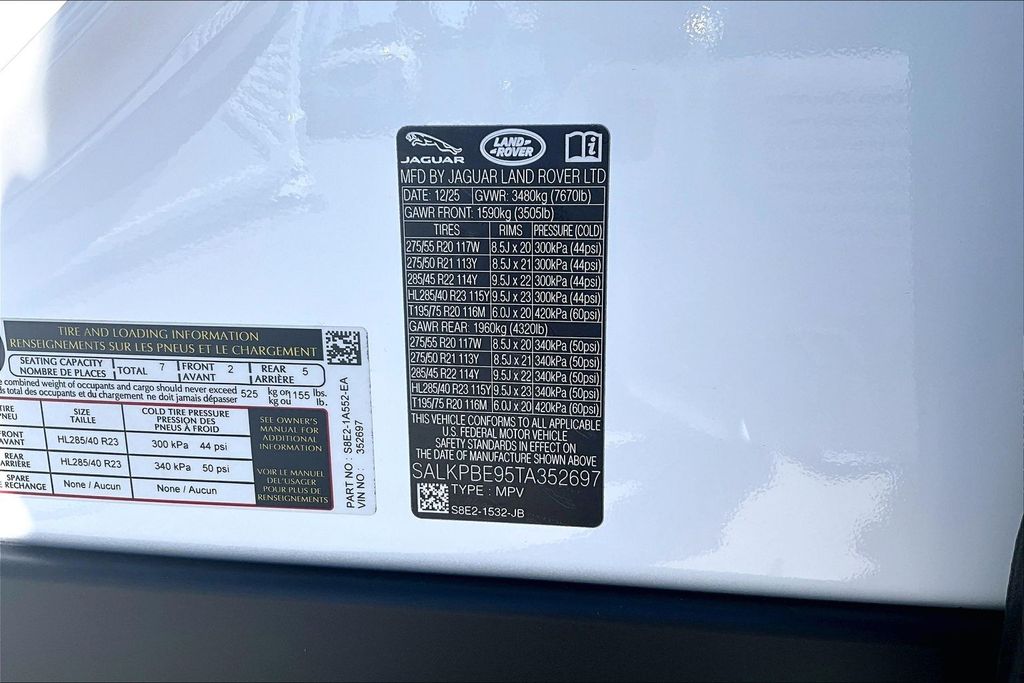 JAGUAR
LAND-
-ROVER
i
MFD BY JAGUAR LAND ROVER LTD
DATE: 12/25 GVWR: 3480kg (7670lb)
GAWR FRONT: 1590kg (3505lb)
TIRES RIMS PRESSURE (COLD)
275/55 R20 117W 8.5J x 20 300kPa (44psi)
275/50 R21 113Y 8.5J x 21 300kPa (44psi)
285/45 R22 114Y 9.5J x 22 300kPa (44psi)
HL285/40 R23 115Y 9.5J x 23 300kPa (44psi)
T195/75 R20 116M 6.0J x 20 420kPa (60psi)
GAWR REAR: 1960kg (4320lb)
275/55 R20 117W 8.5J x 20 340kPa (50psi)
275/50 R21 113Y 8.5J x 21 340kPa (50psi)
285/45 R22 114Y 9.5J x 22 340kPa (50psi)
HL285/40 R23 115Y 9.5J x 23 340kPa (50psi)
T195/75 R20 116M 6.0J x 20 420kPa (60psi)
THIS VEHICLE CONFORMS TO ALL APPLICABLE
U.S. FEDERAL MOTOR VEHICLE
SAFETY STANDARDS IN EFFECT ON
THE DATE OF MANUFACTURE SHOWN ABOVE
SALKPBE95TA352697
TYPE : MPV
S8E2-1532-JB
TIRE AND LOADING INFORMATION
RENSEIGNEMENTS SUR LES PNEUS ET LE CHARGEMENT
SEATING CAPACITY
NOMBRE DE PLACES
TOTAL 7
FRONT
AVANT 2
REAR
ARRIÈRE 5
combined weight of occupants and cargo should never exceed 525 kg or 1155 lbs.
total des occupants et du chargement ne doit jamais dépasser kg ou lb.
SIZE
TAILLE
COLD TIRE PRESSURE
PRESSION DES
PNEUS À FROID
HL285/40 R23 300 kPa 44 psi
HL285/40 R23 340 kPa 50 psi
SPARE
None / Aucun None / Aucun
SEE OWNER'S
MANUAL FOR
ADDITIONAL
INFORMATION
VOIR LE MANUEL
DEL'USAGER
POUR PLUS DE
RENSEIGNEMENTS
PART NO : S8E2-1A552-EA
VIN NO : 352697